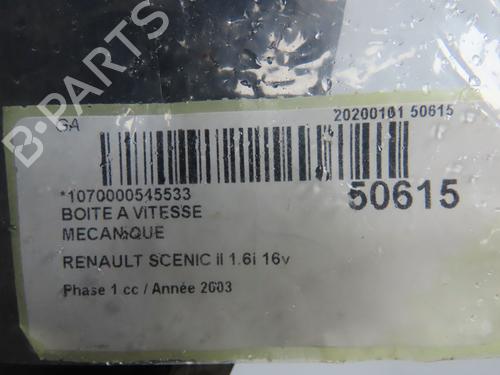 B-PARTS
GA
20200101 50615
*1070000545533
50615
BOITE A VITESSE
MECANIQUE
RENAULT SCENIC II 1.6i 16v
Phase 1 cc / Année 2003